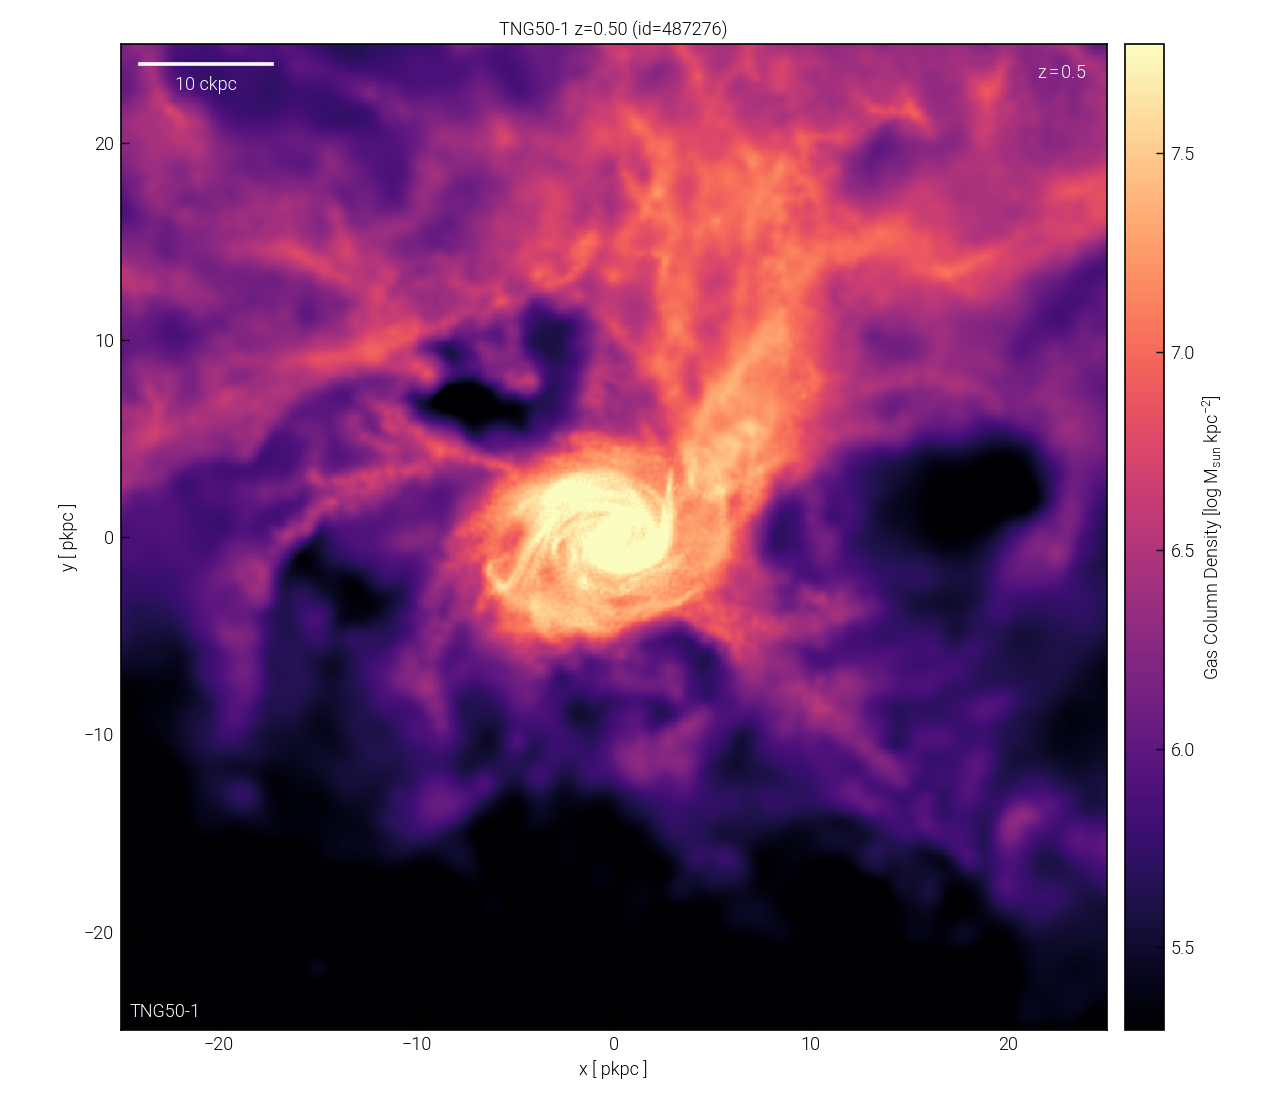 TNG50-1 z=0.50 (id=487276)
10 ckpc
z=0.5
20
10
0
−10
−20
y [ pkpc ]
TNG50-1
−20
−10
0
10
20
x [ pkpc ]
7.5
7.0
6.5
6.0
5.5
Gas Column Density [log M_sun kpc^−2]